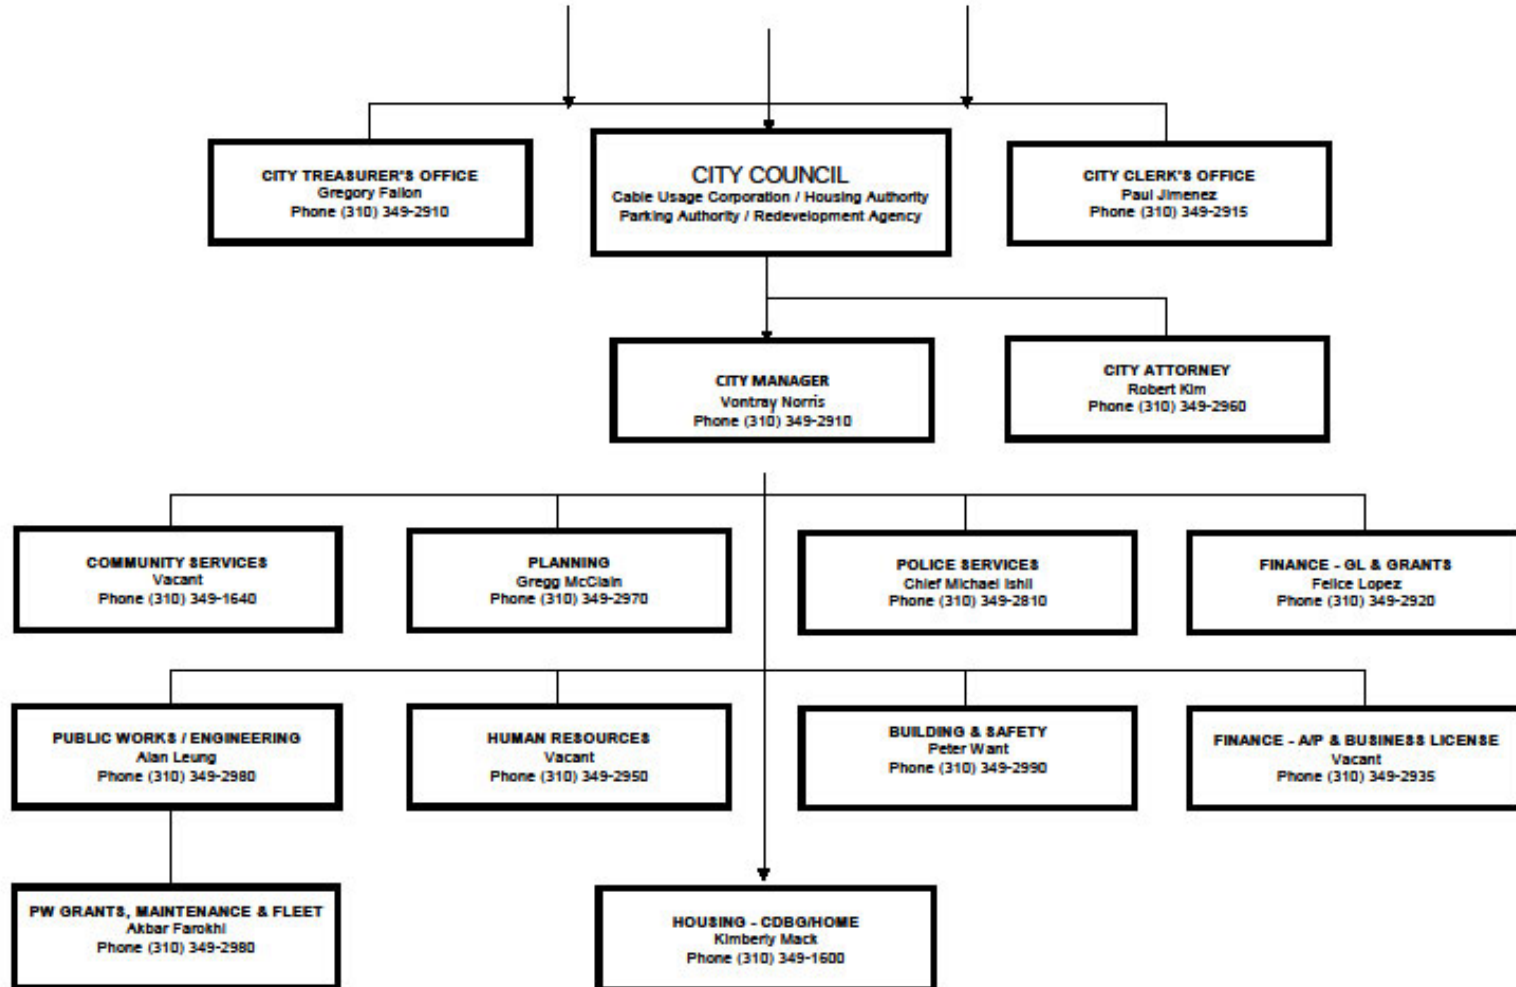 CITY TREASURER'S OFFICE
Gregory Fallon
Phone (310) 349-2910
CITY COUNCIL
Cable Usage Corporation / Housing Authority
Parking Authority / Redevelopment Agency
CITY CLERK'S OFFICE
Paul Jimenez
Phone (310) 349-2915
CITY MANAGER
Vontray Norris
Phone (310) 349-2910
CITY ATTORNEY
Robert Kim
Phone (310) 349-2960
COMMUNITY SERVICES
Vacant
Phone (310) 349-1640
PLANNING
Gregg McClain
Phone (310) 349-2970
POLICE SERVICES
Chief Michael Ishii
Phone (310) 349-2810
FINANCE - GL & GRANTS
Felice Lopez
Phone (310) 349-2920
PUBLIC WORKS / ENGINEERING
Alan Leung
Phone (310) 349-2980
HUMAN RESOURCES
Vacant
Phone (310) 349-2950
BUILDING & SAFETY
Peter Want
Phone (310) 349-2990
FINANCE - A/P & BUSINESS LICENSE
Vacant
Phone (310) 349-2935
PW GRANTS, MAINTENANCE & FLEET
Akbar Farokhi
Phone (310) 349-2980
HOUSING - CDBG/HOME
Kimberly Mack
Phone (310) 349-1600